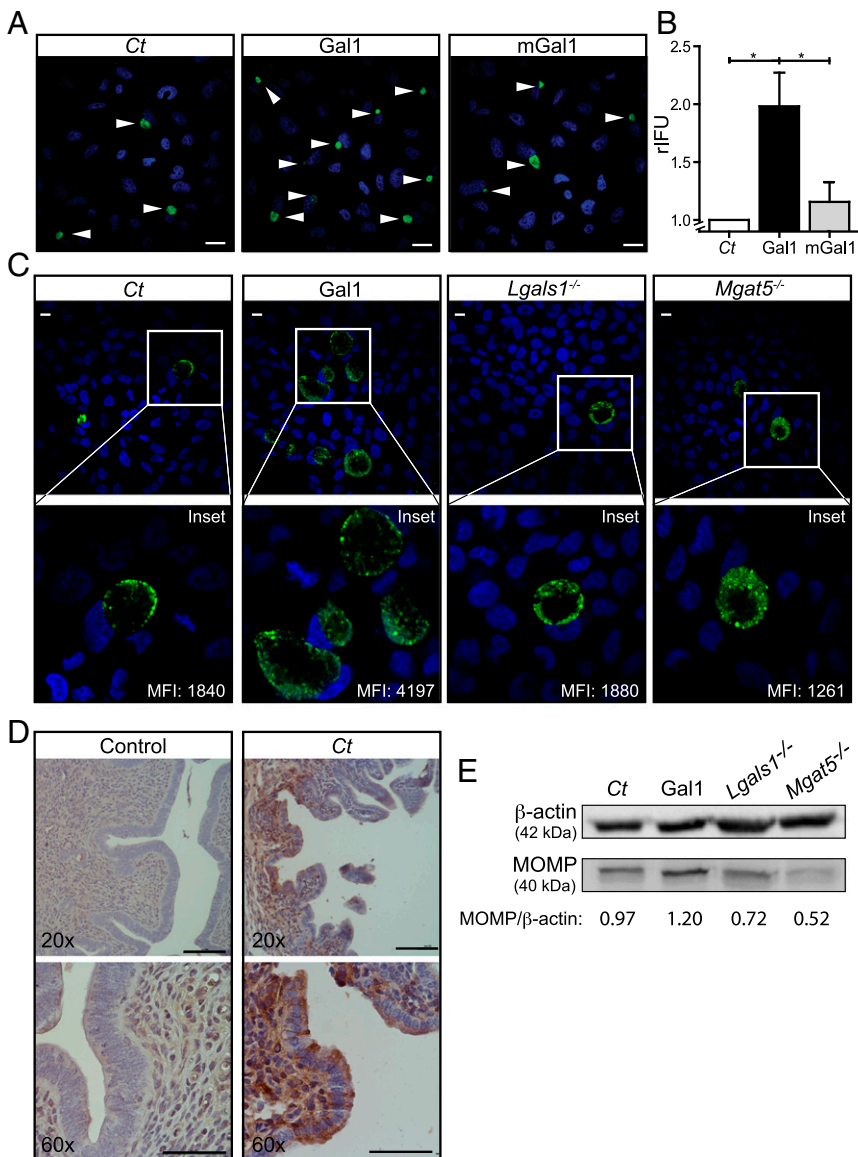 A
Ct
Gal1
mGal1
B
rIFU
2.5
2.0
1.5
1.0
*
*
Ct
Gal1
mGal1
C
Ct
Gal1
Lgals1-/-
Mgat5-/-
Inset
Inset
Inset
Inset
MFI: 1840
MFI: 4197
MFI: 1880
MFI: 1261
D
Control
Ct
20x
20x
60x
60x
E
Ct
Gal1
Lgals1-/-
Mgat5-/-
β-actin
(42 kDa)
MOMP
(40 kDa)
MOMP/β-actin: 0.97 1.20 0.72 0.52